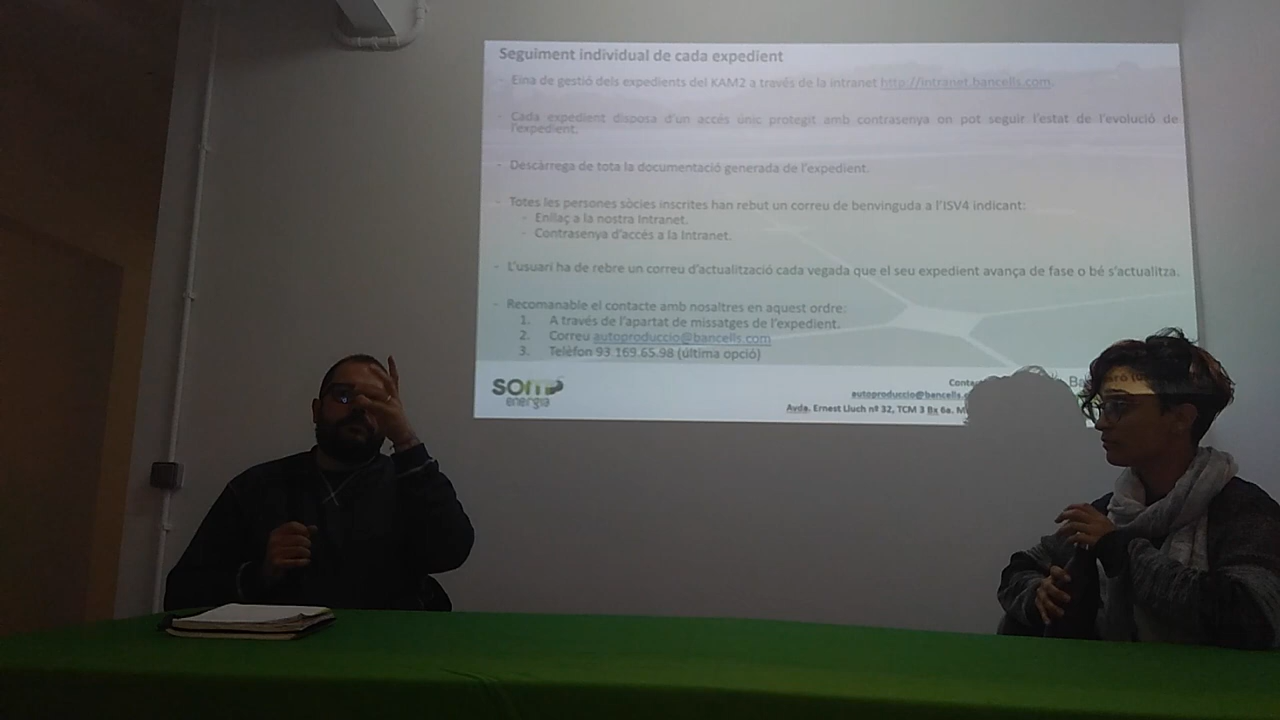 Seguiment individual de cada expedient
- Eina de gestió dels expedients del KAM2 a través de la intranet http://intranet.bancells.com.
- Cada expedient disposa d'un accés únic protegit amb contrasenya on pot seguir l'estat de l'evolució de
l'expedient.
- Descàrrega de tota la documentació generada de l'expedient.
- Totes les persones sòcies inscrites han rebut un correu de benvinguda a l'ISV4 indicant:
- Enllaç a la nostra Intranet.
- Contrasenya d'accés a la Intranet.
- L'usuari ha de rebre un correu d'actualització cada vegada que el seu expedient avança de fase o bé s'actualitza.
- Recomanable el contacte amb nosaltres en aquest ordre:
1. A través de l'apartat de missatges de l'expedient.
2. Correu autoproduccio@bancells.com
3. Telèfon 93.169.65.98 (última opció)
som
energia
autoproduccio@bancells.
Avda. Ernest Lluch nº 32, TCM 3 Bx 6a.